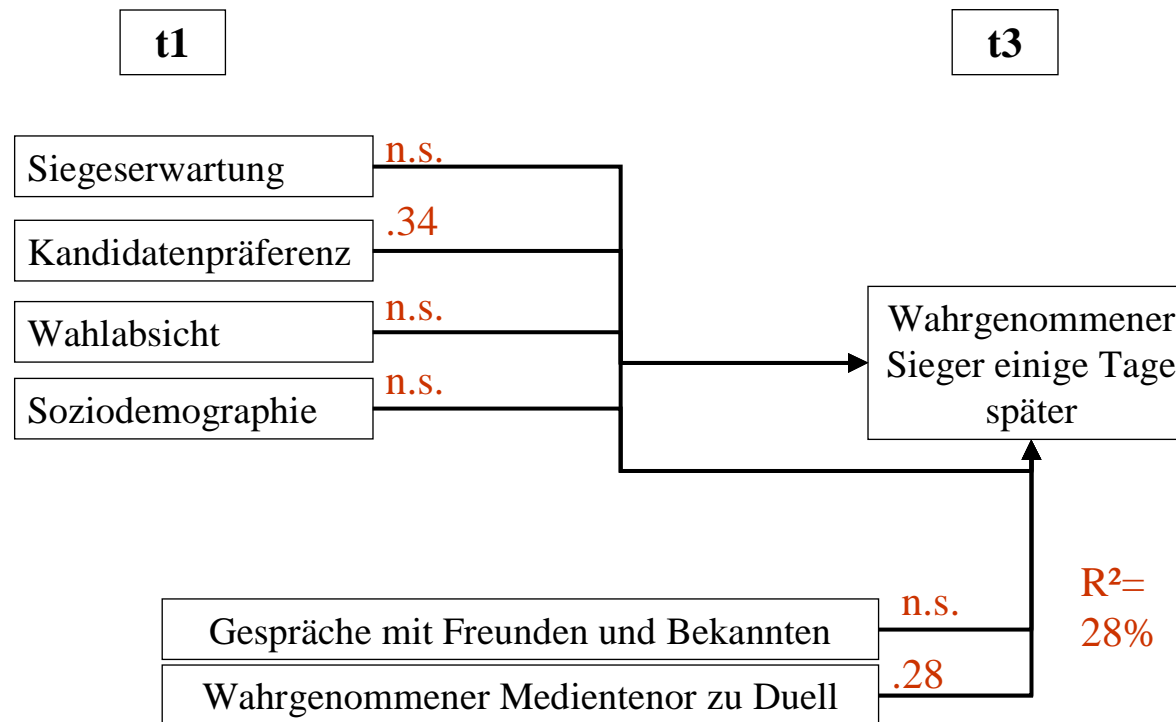 t1
t3
Siegeserwartung
n.s.
Kandidatenpräferenz
.34
Wahlabsicht
n.s.
Soziodemographie
n.s.
Wahrgenommener
Sieger einige Tage
später
Gespräche mit Freunden und Bekannten
n.s.
Wahrgenommener Medientenor zu Duell
.28
R²=
28%